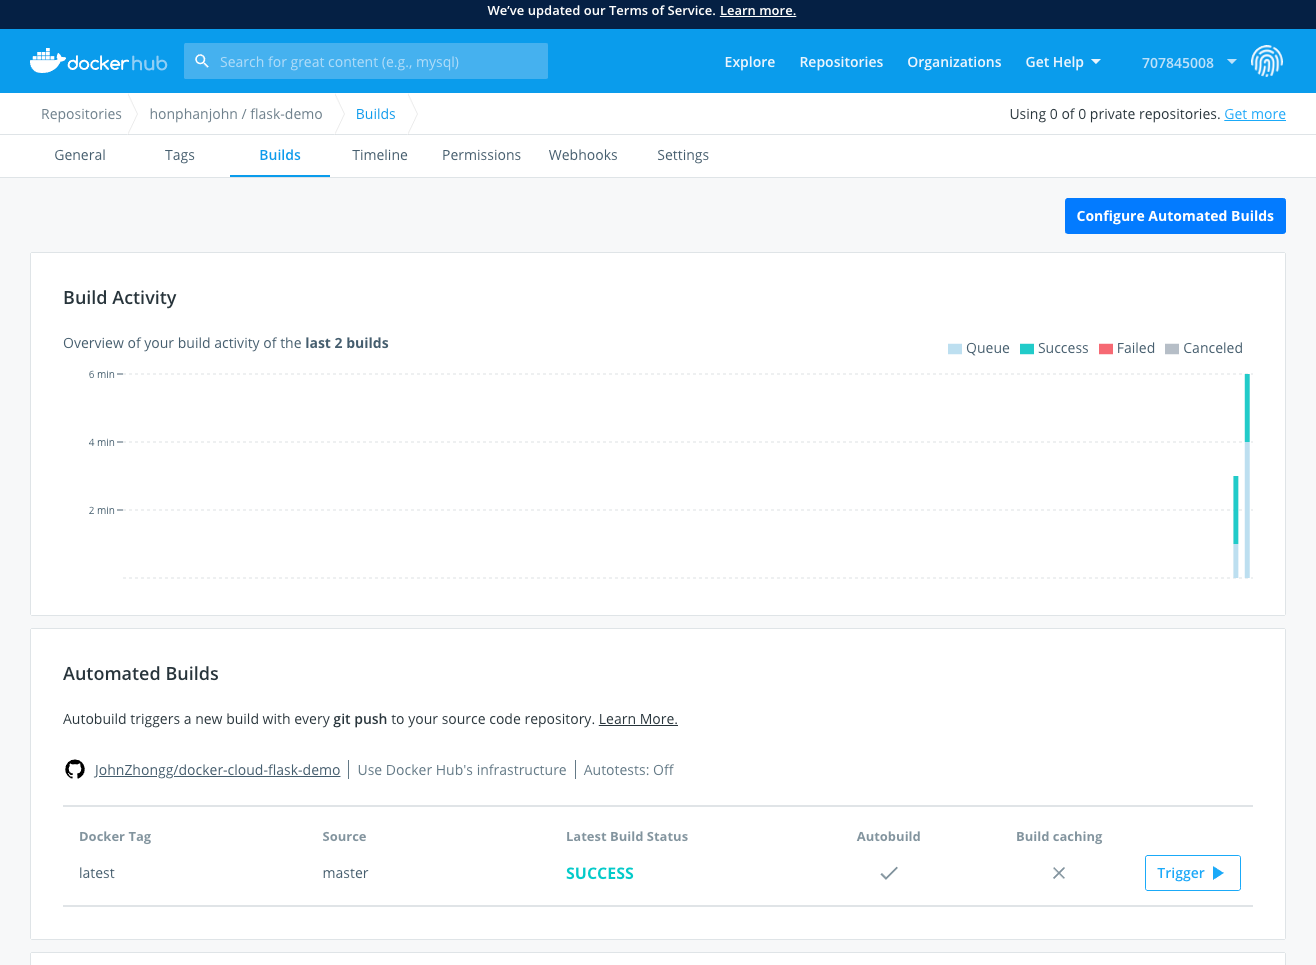 We've updated our Terms of Service. Learn more.
docker hub Search for great content (e.g., mysql) Explore Repositories Organizations Get Help 707845008
Repositories honphanjohn / flask-demo Builds Using 0 of 0 private repositories. Get more
General Tags Builds Timeline Permissions Webhooks Settings
Configure Automated Builds
Build Activity
Overview of your build activity of the last 2 builds
Queue Success Failed Canceled
6 min
4 min
2 min
Automated Builds
Autobuild triggers a new build with every git push to your source code repository. Learn More.
JohnZhongg/docker-cloud-flask-demo Use Docker Hub's infrastructure Autotests: Off
Docker Tag Source Latest Build Status Autobuild Build caching
latest master SUCCESS Trigger